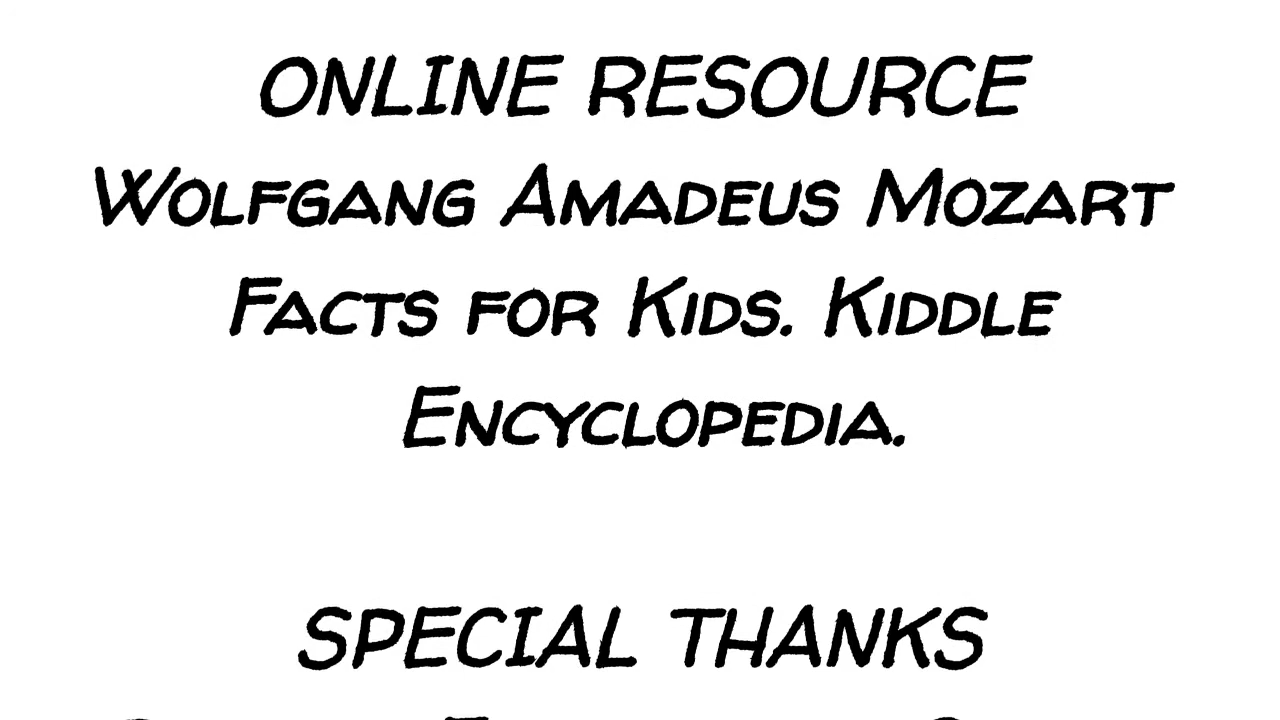 ONLINE RESOURCE
Wolfgang Amadeus Mozart
Facts for Kids. Kiddle
Encyclopedia.
SPECIAL THANKS